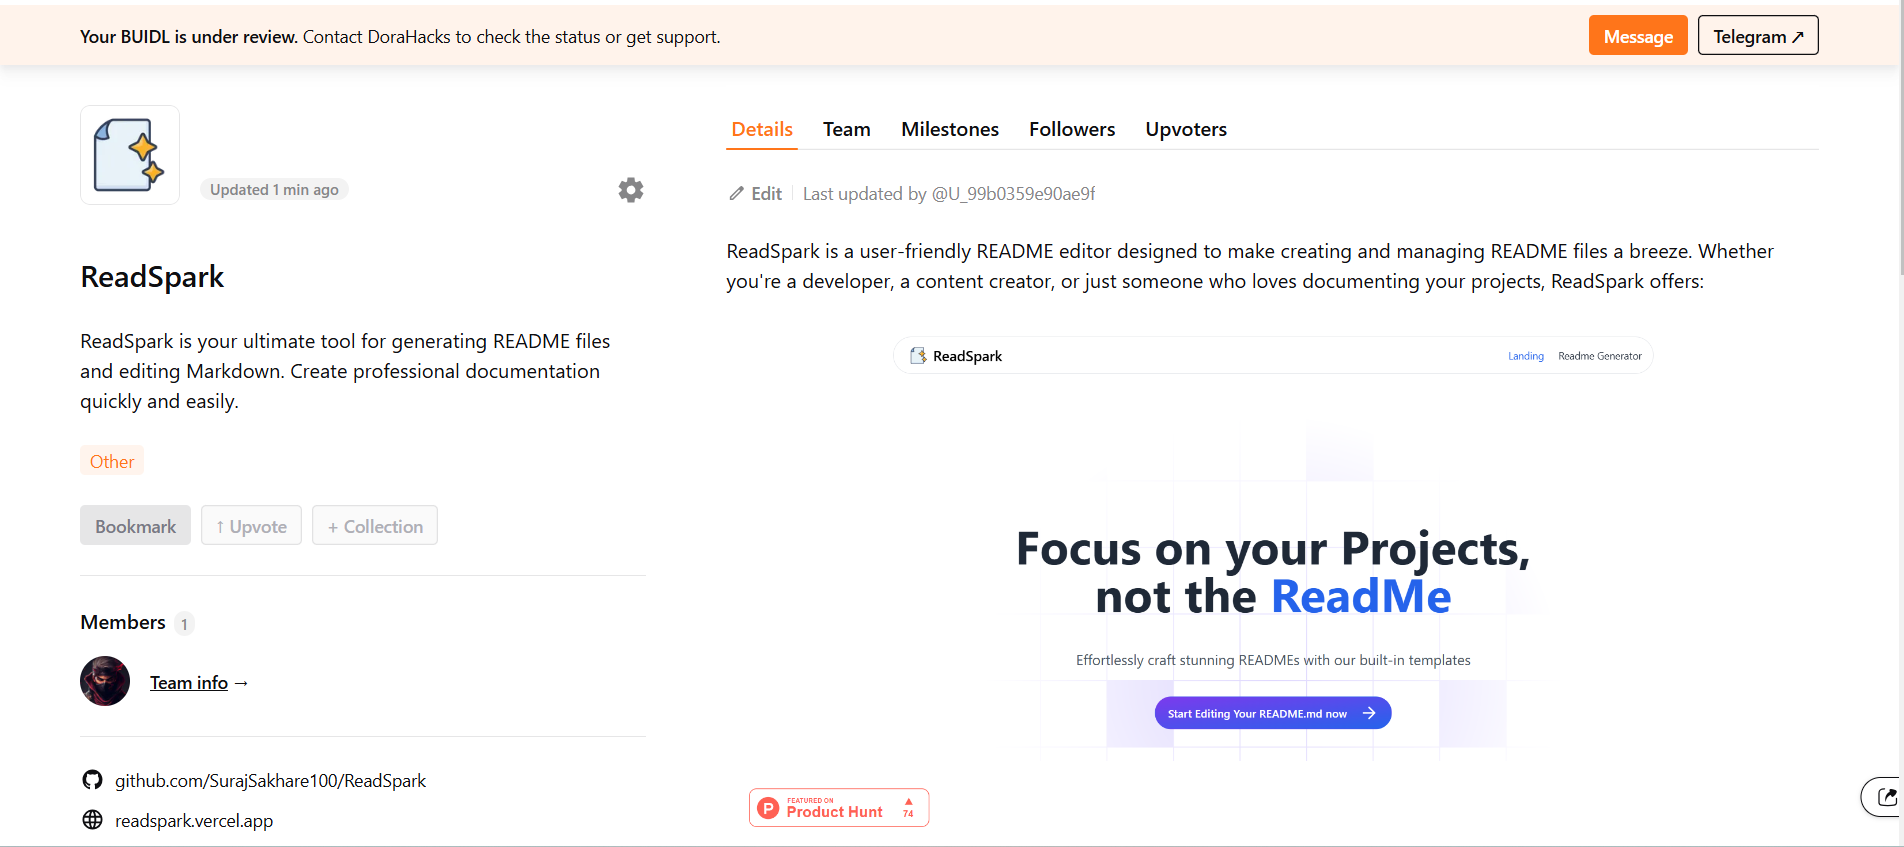 Your BUIDL is under review. Contact DoraHacks to check the status or get support.
Message
Telegram ↗
Updated 1 min ago
ReadSpark
ReadSpark is your ultimate tool for generating README files
and editing Markdown. Create professional documentation
quickly and easily.
Other
Bookmark
↑ Upvote
+ Collection
Members 1
Team info →
github.com/SurajSakhare100/ReadSpark
readspark.vercel.app
Details
Team
Milestones
Followers
Upvoters
Edit
Last updated by @U_99b0359e90ae9f
ReadSpark is a user-friendly README editor designed to make creating and managing README files a breeze. Whether
you're a developer, a content creator, or just someone who loves documenting your projects, ReadSpark offers:
ReadSpark
Landing
Readme Generator
Focus on your Projects,
not the ReadMe
Effortlessly craft stunning READMEs with our built-in templates
Start Editing Your README.md now →
P
FEATURED ON
Product Hunt
▲
74